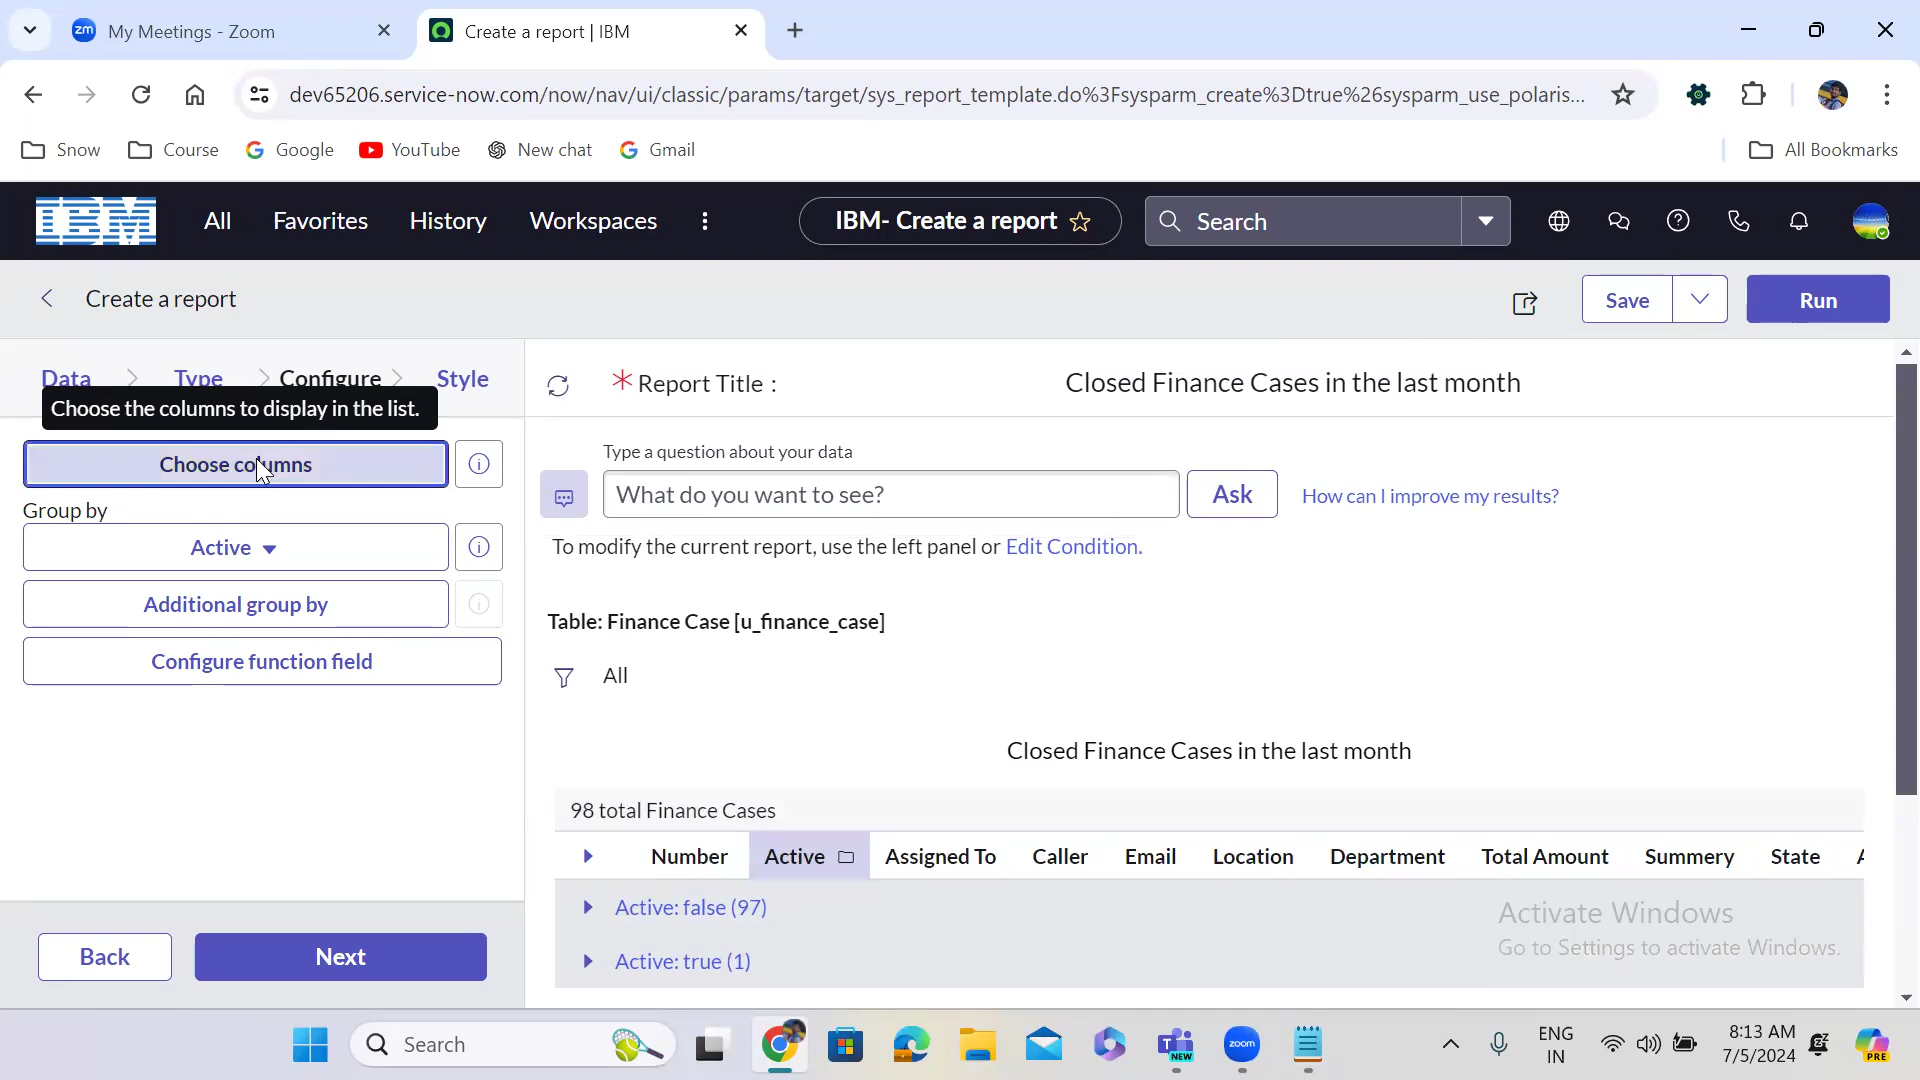 My Meetings - Zoom
Create a report | IBM
dev65206.service-now.com/now/nav/ui/classic/params/target/sys_report_template.do%3Fsysparm_create%3Dtrue%26sysparm_use_polaris...
Snow
Course
Google
YouTube
New chat
Gmail
All Bookmarks
IBM
All
Favorites
History
Workspaces
IBM- Create a report
Search
Create a report
Save
Run
Data
Type
Configure
Style
Choose the columns to display in the list.
Choose columns
Group by
Active
Additional group by
Configure function field
Back
Next
* Report Title :
Closed Finance Cases in the last month
Type a question about your data
What do you want to see?
Ask
How can I improve my results?
To modify the current report, use the left panel or Edit Condition.
Table: Finance Case [u_finance_case]
All
Closed Finance Cases in the last month
98 total Finance Cases
Number
Active
Assigned To
Caller
Email
Location
Department
Total Amount
Summery
State
Active: false (97)
Active: true (1)
Activate Windows
Go to Settings to activate Windows.
Search
NEW
zoom
ENG
IN
8:13 AM
7/5/2024
PRE